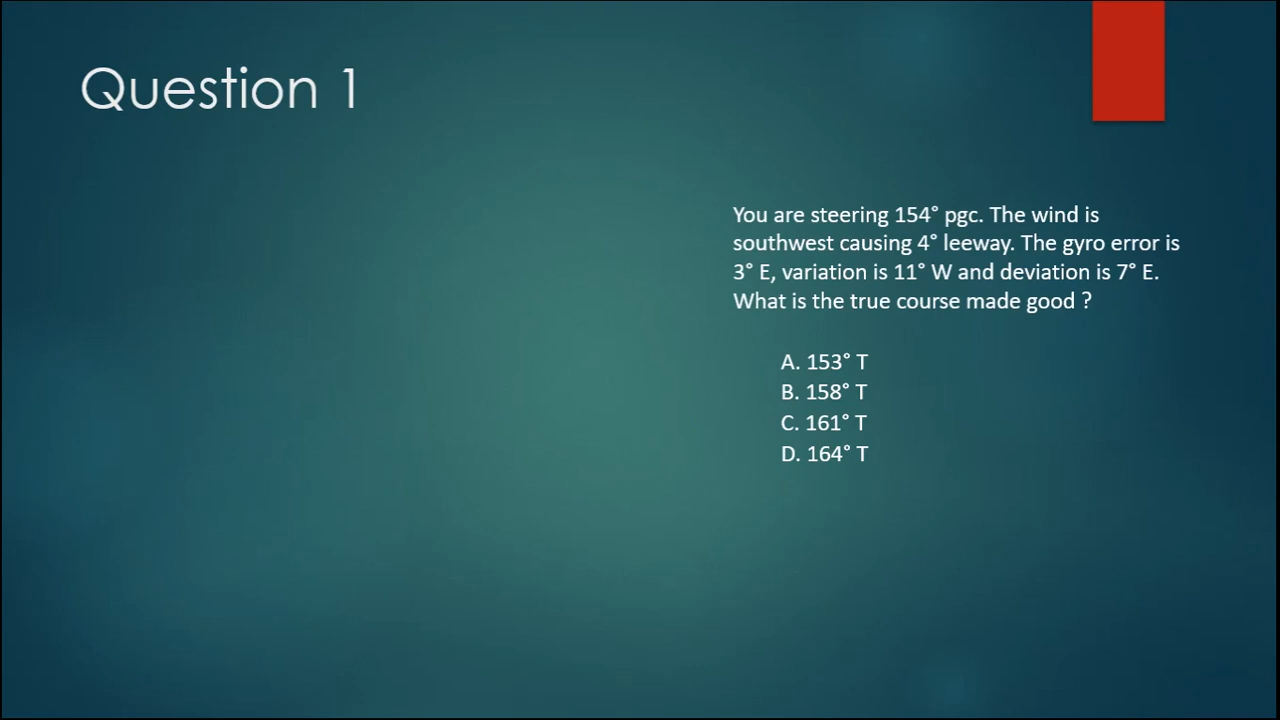 Question 1
You are steering 154° pgc. The wind is
southwest causing 4° leeway. The gyro error is
3° E, variation is 11° W and deviation is 7° E.
What is the true course made good ?
A. 153° T
B. 158° T
C. 161° T
D. 164° T